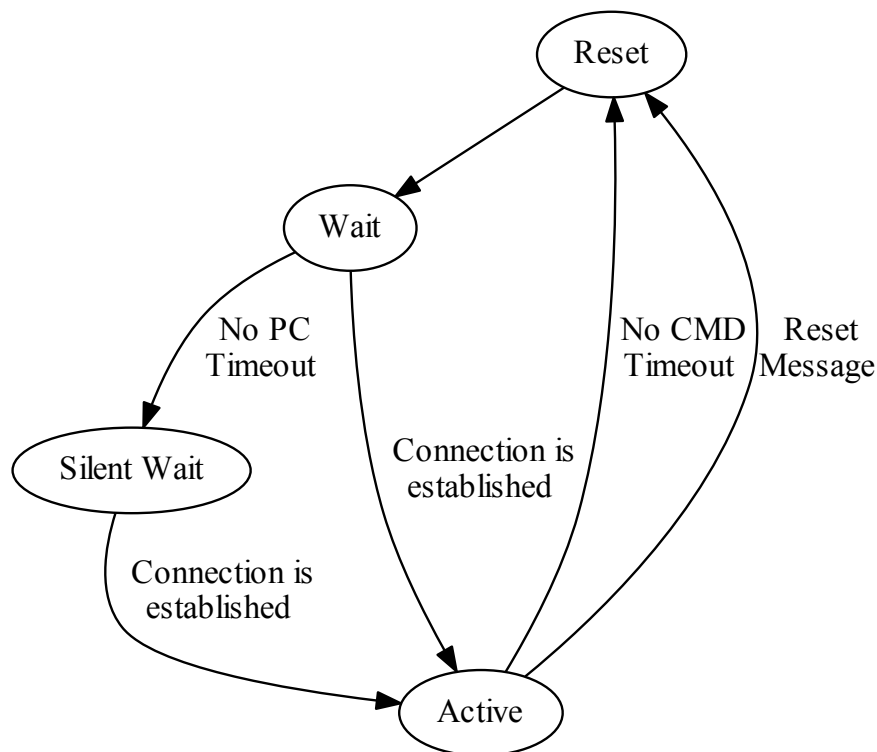 Reset
Wait
No PC
Timeout
No CMD
Timeout
Reset
Message
Silent Wait
Connection is
established
Connection is
established
Active